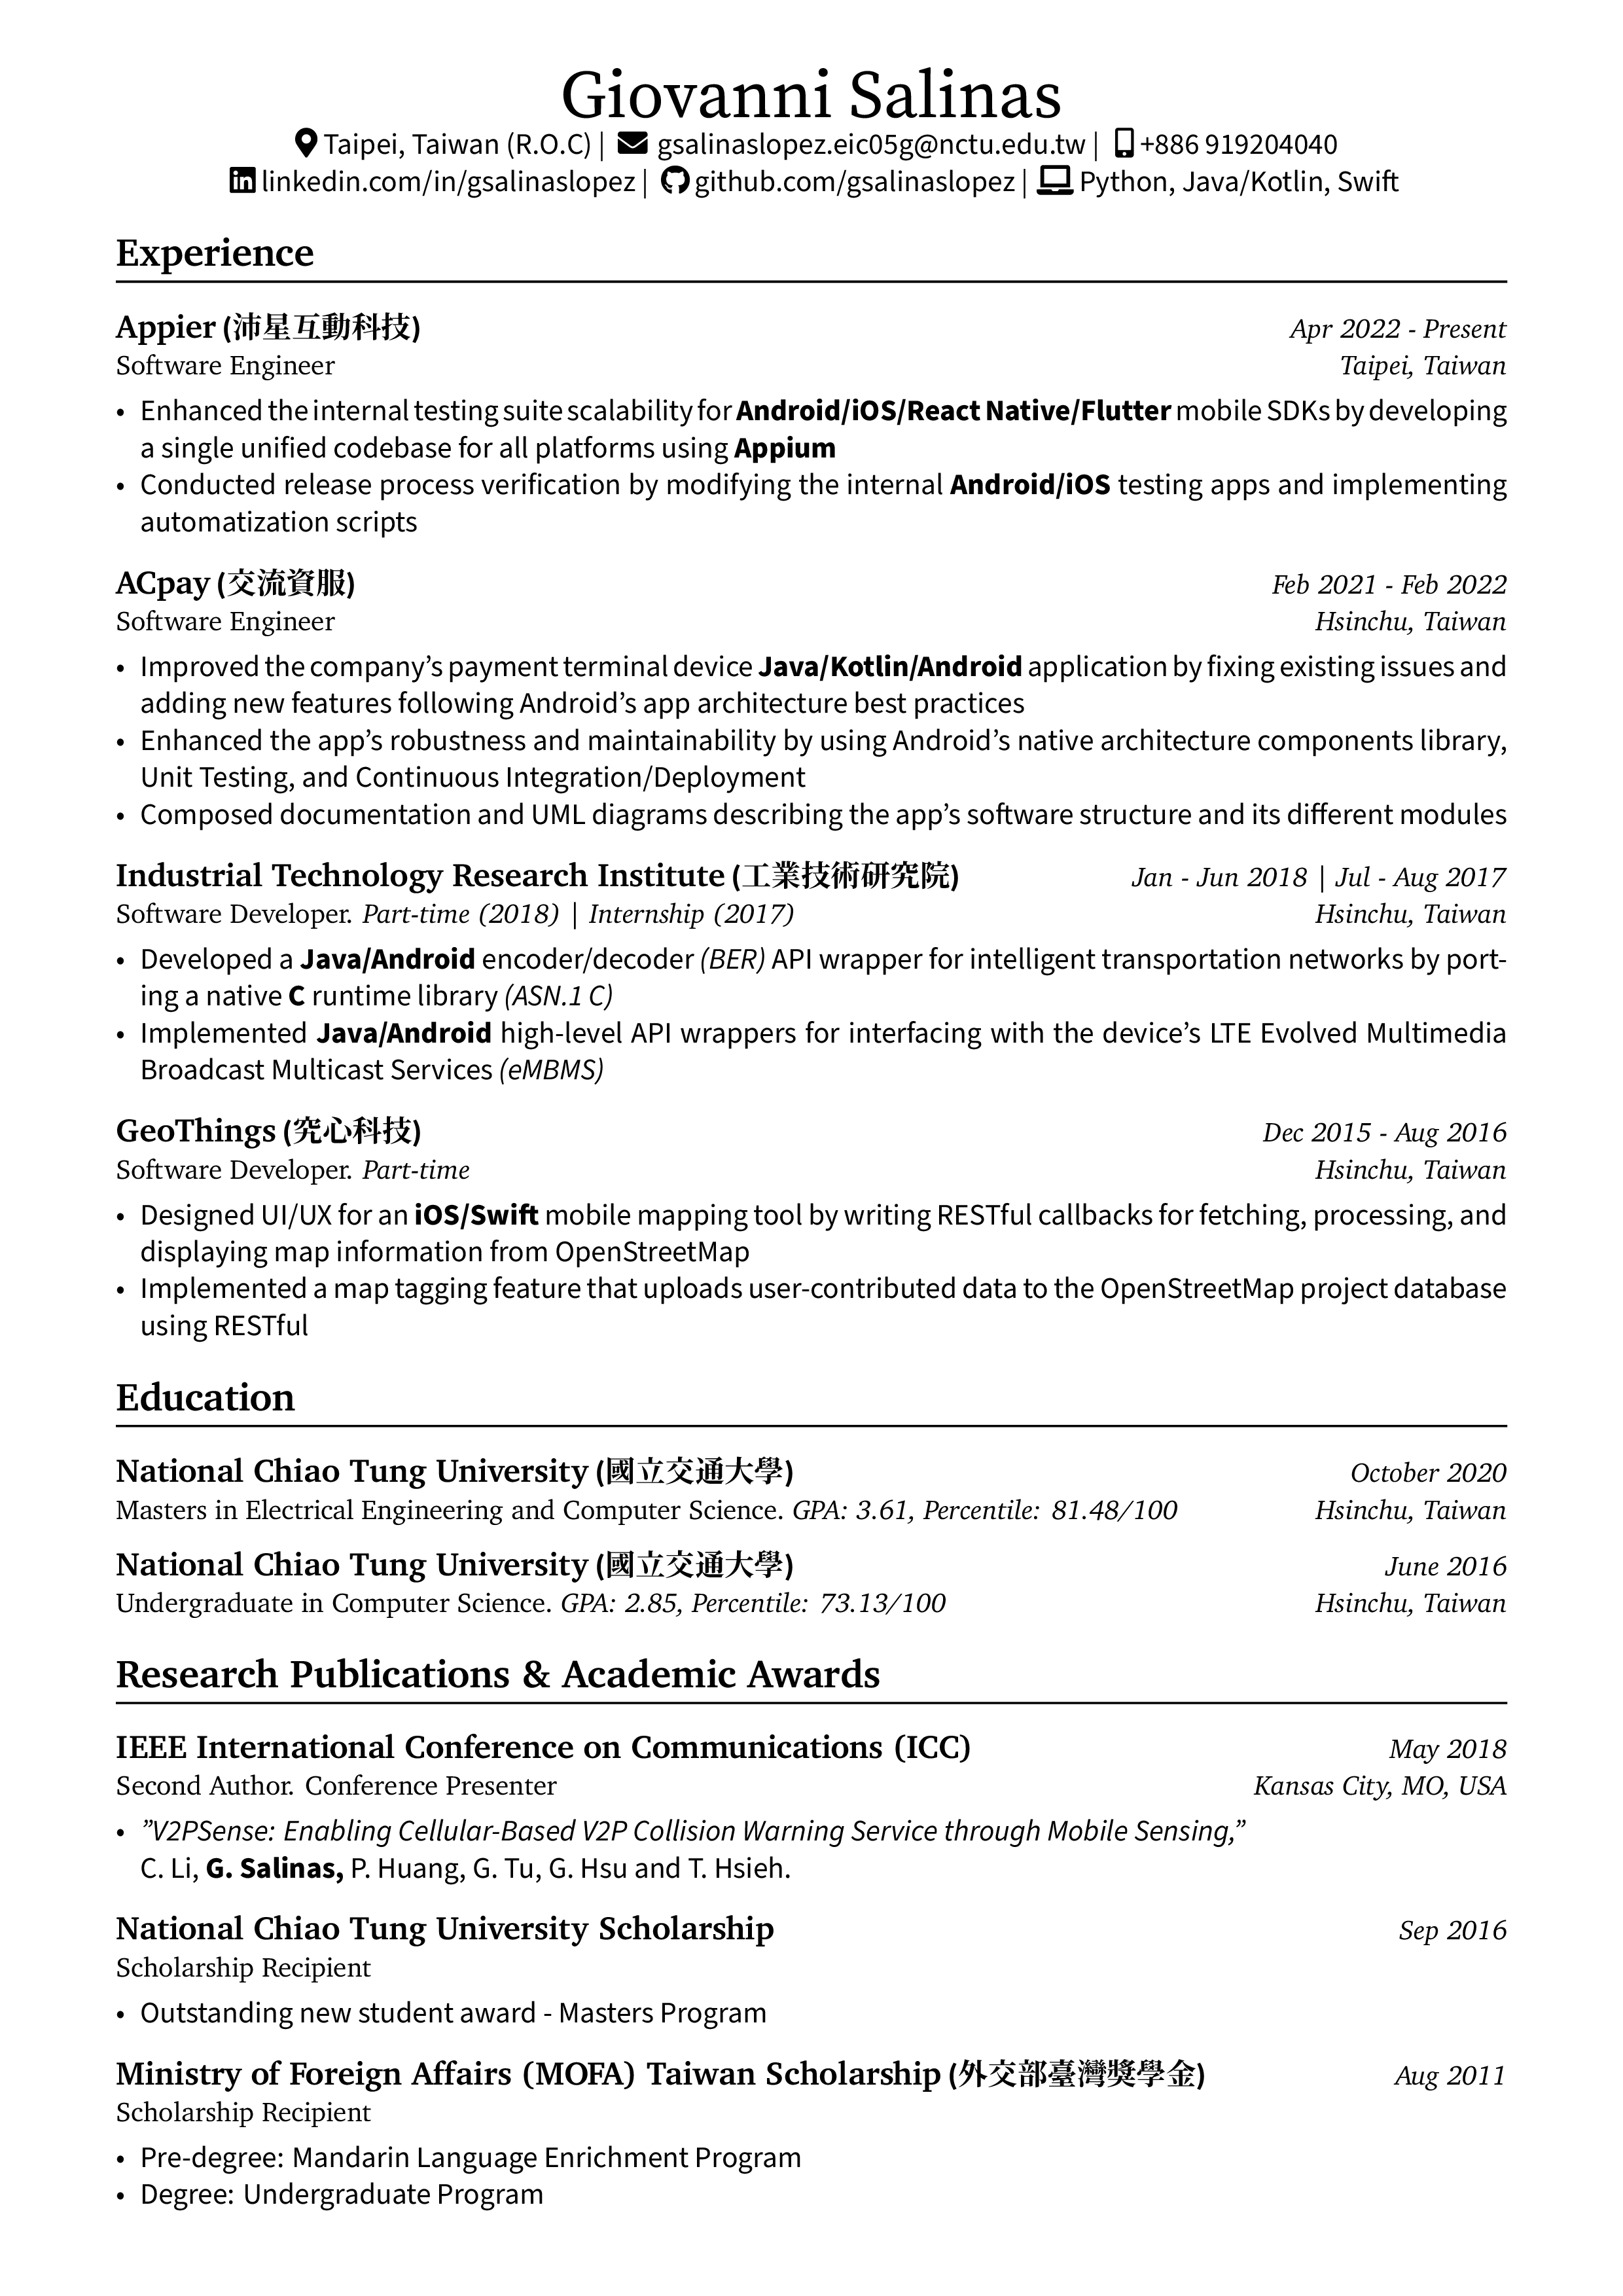 Giovanni Salinas
Taipei, Taiwan (R.O.C) | gsalinaslopez.eic05g@nctu.edu.tw | +886 919204040
linkedin.com/in/gsalinaslopez | github.com/gsalinaslopez | Python, Java/Kotlin, Swift
Experience
Appier (沛星互動科技) Apr 2022 - Present
Software Engineer Taipei, Taiwan
• Enhanced the internal testing suite scalability for Android/iOS/React Native/Flutter mobile SDKs by developing
a single unified codebase for all platforms using Appium
• Conducted release process verification by modifying the internal Android/iOS testing apps and implementing
automatization scripts
ACpay (交流資服) Feb 2021 - Feb 2022
Software Engineer Hsinchu, Taiwan
• Improved the company’s payment terminal device Java/Kotlin/Android application by fixing existing issues and
adding new features following Android’s app architecture best practices
• Enhanced the app’s robustness and maintainability by using Android’s native architecture components library,
Unit Testing, and Continuous Integration/Deployment
• Composed documentation and UML diagrams describing the app’s software structure and its different modules
Industrial Technology Research Institute (工業技術研究院) Jan - Jun 2018 | Jul - Aug 2017
Software Developer. Part-time (2018) | Internship (2017) Hsinchu, Taiwan
• Developed a Java/Android encoder/decoder (BER) API wrapper for intelligent transportation networks by port-
ing a native C runtime library (ASN.1 C)
• Implemented Java/Android high-level API wrappers for interfacing with the device’s LTE Evolved Multimedia
Broadcast Multicast Services (eMBMS)
GeoThings (究心科技) Dec 2015 - Aug 2016
Software Developer. Part-time Hsinchu, Taiwan
• Designed UI/UX for an iOS/Swift mobile mapping tool by writing RESTful callbacks for fetching, processing, and
displaying map information from OpenStreetMap
• Implemented a map tagging feature that uploads user-contributed data to the OpenStreetMap project database
using RESTful
Education
National Chiao Tung University (國立交通大學) October 2020
Masters in Electrical Engineering and Computer Science. GPA: 3.61, Percentile: 81.48/100 Hsinchu, Taiwan
National Chiao Tung University (國立交通大學) June 2016
Undergraduate in Computer Science. GPA: 2.85, Percentile: 73.13/100 Hsinchu, Taiwan
Research Publications & Academic Awards
IEEE International Conference on Communications (ICC) May 2018
Second Author. Conference Presenter Kansas City, MO, USA
• ”V2PSense: Enabling Cellular-Based V2P Collision Warning Service through Mobile Sensing,”
C. Li, G. Salinas, P. Huang, G. Tu, G. Hsu and T. Hsieh.
National Chiao Tung University Scholarship Sep 2016
Scholarship Recipient
• Outstanding new student award - Masters Program
Ministry of Foreign Affairs (MOFA) Taiwan Scholarship (外交部臺灣獎學金) Aug 2011
Scholarship Recipient
• Pre-degree: Mandarin Language Enrichment Program
• Degree: Undergraduate Program